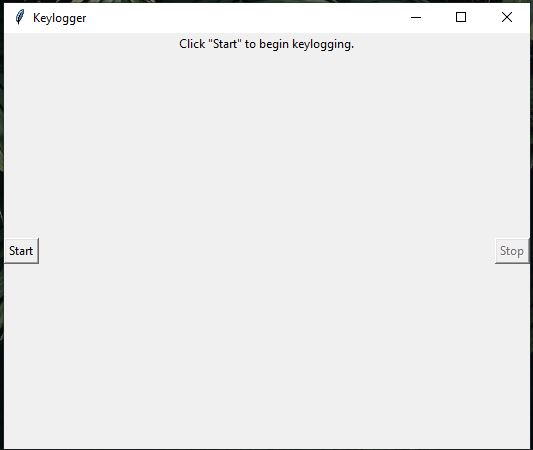 Keylogger
Click "Start" to begin keylogging.
Start
Stop